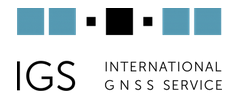 IGS
INTERNATIONAL
GNSS SERVICE